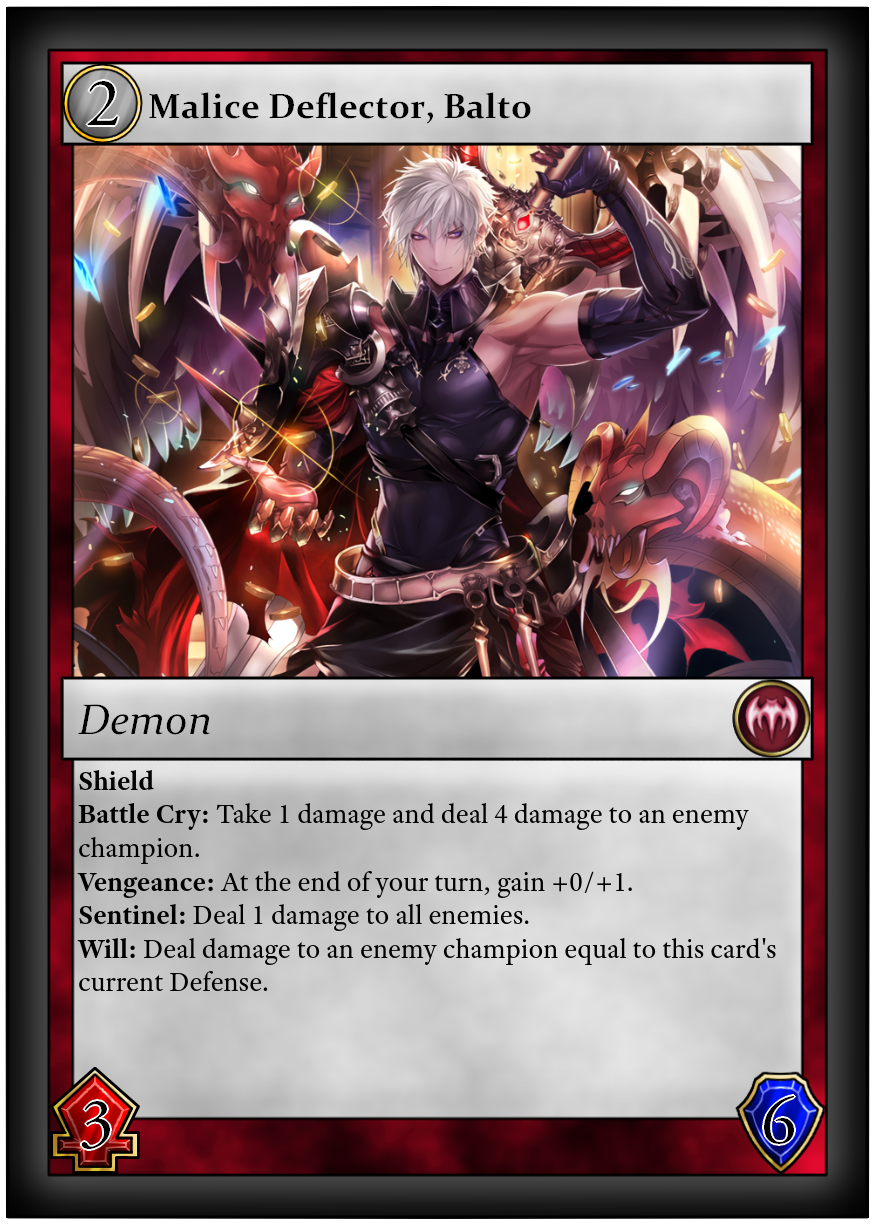 2
Malice Deflector, Balto
Demon
Shield
Battle Cry: Take 1 damage and deal 4 damage to an enemy
champion.
Vengeance: At the end of your turn, gain +0/+1.
Sentinel: Deal 1 damage to all enemies.
Will: Deal damage to an enemy champion equal to this card's
current Defense.
3
6